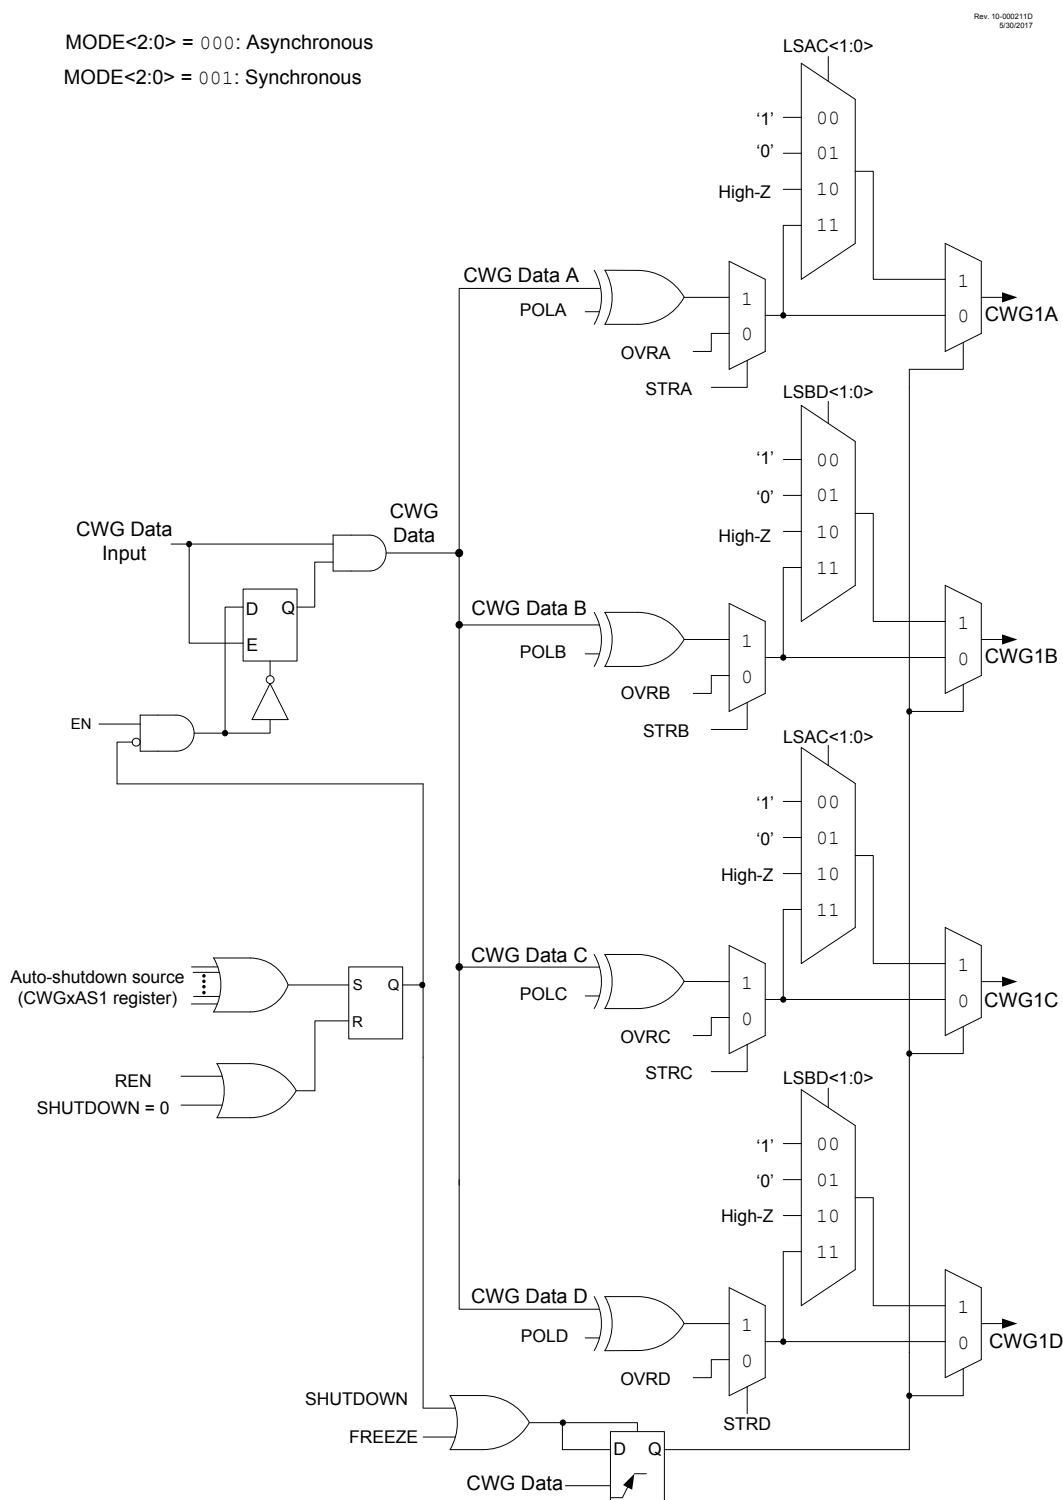 Rev. 10-000211D
5/30/2017
MODE<2:0> = 000: Asynchronous
MODE<2:0> = 001: Synchronous
LSAC<1:0>
'1' 00
'0' 01
High-Z 10
11
CWG Data A
POLA
1
0
OVRA
STRA
1
0
CWG1A
LSBD<1:0>
'1' 00
'0' 01
High-Z 10
11
CWG Data
Input
CWG
Data
D Q
E
EN
CWG Data B
POLB
1
0
OVRB
STRB
1
0
CWG1B
LSAC<1:0>
'1' 00
'0' 01
High-Z 10
11
CWG Data C
POLC
1
0
OVRC
STRC
1
0
CWG1C
Auto-shutdown source
(CWGxAS1 register)
S Q
R
REN
SHUTDOWN = 0
LSBD<1:0>
'1' 00
'0' 01
High-Z 10
11
CWG Data D
POLD
1
0
OVRD
STRD
1
0
CWG1D
SHUTDOWN
FREEZE
D Q
CWG Data